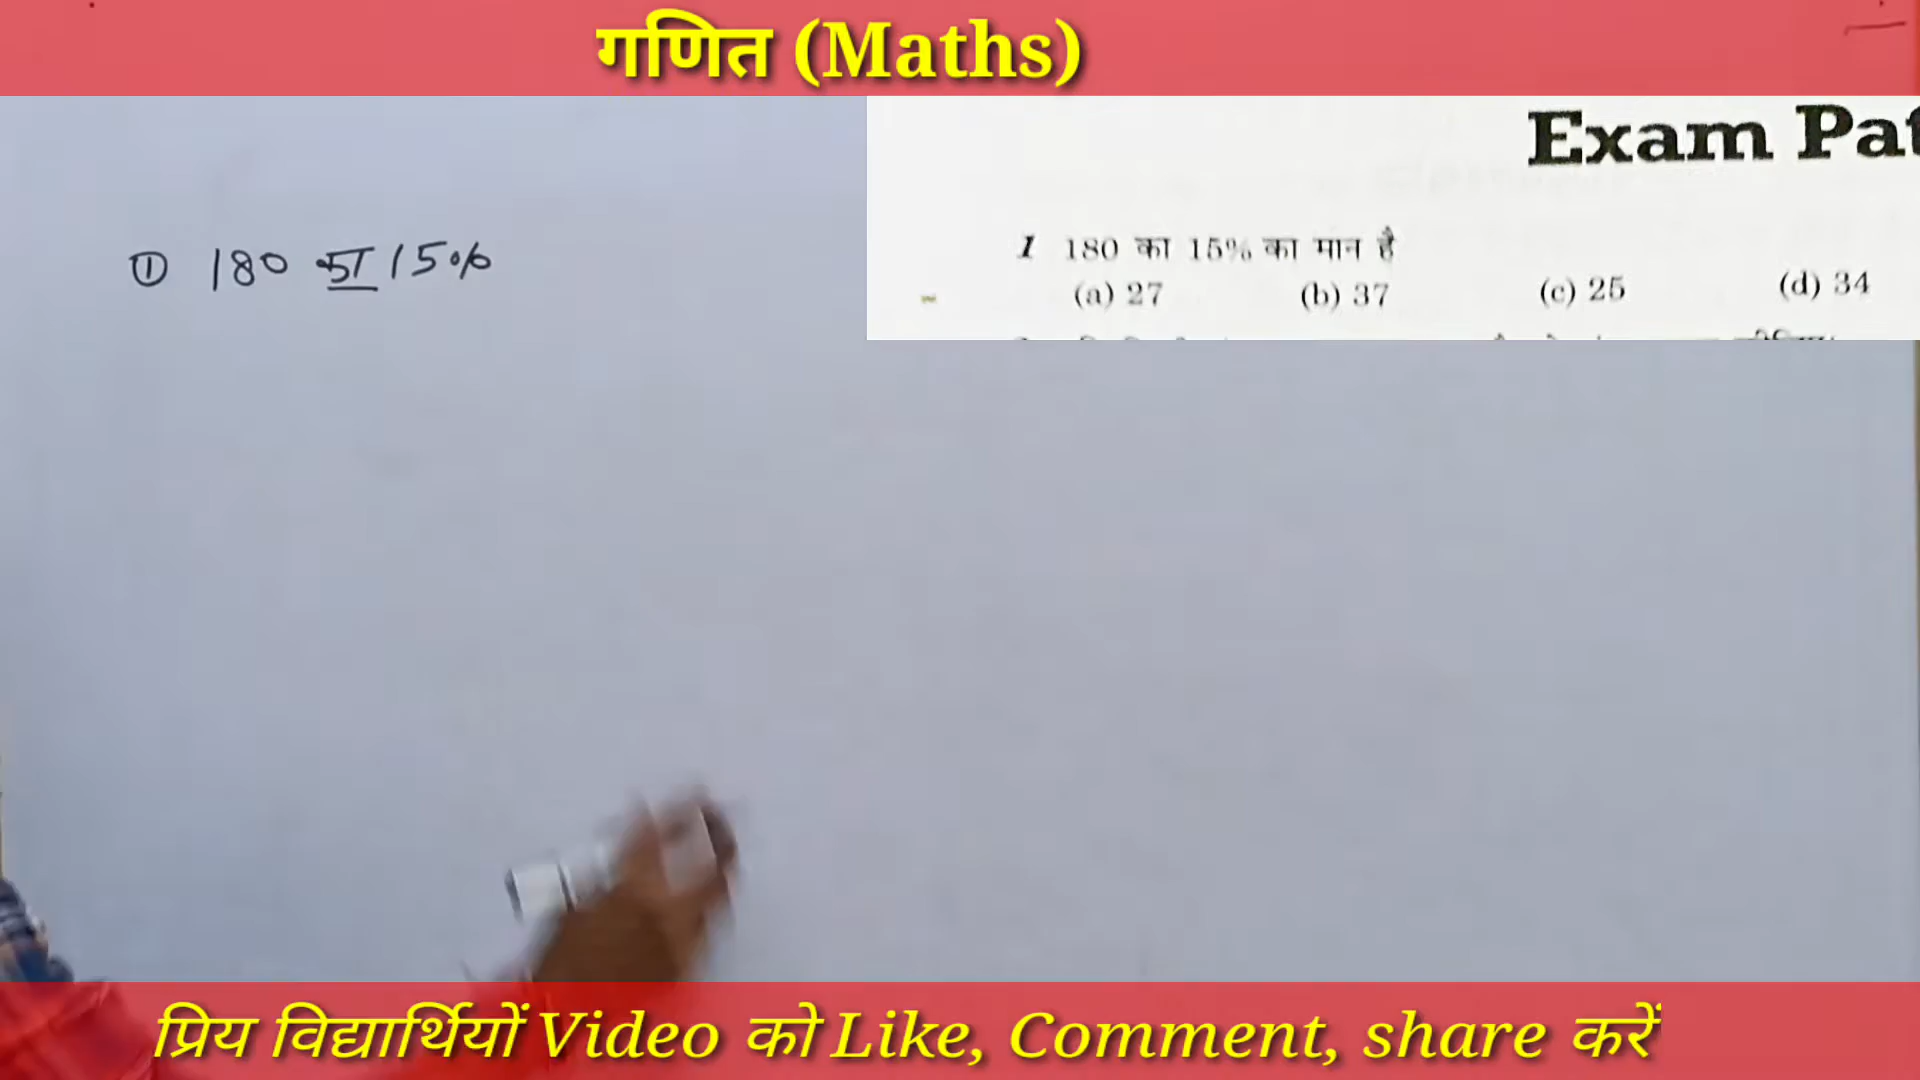 गणित (Maths)
Exam Pat
① 180 का 15%
1 180 का 15% का मान है
(a) 27 (b) 37 (c) 25 (d) 34
प्रिय विद्यार्थियों Video को Like, Comment, share करें